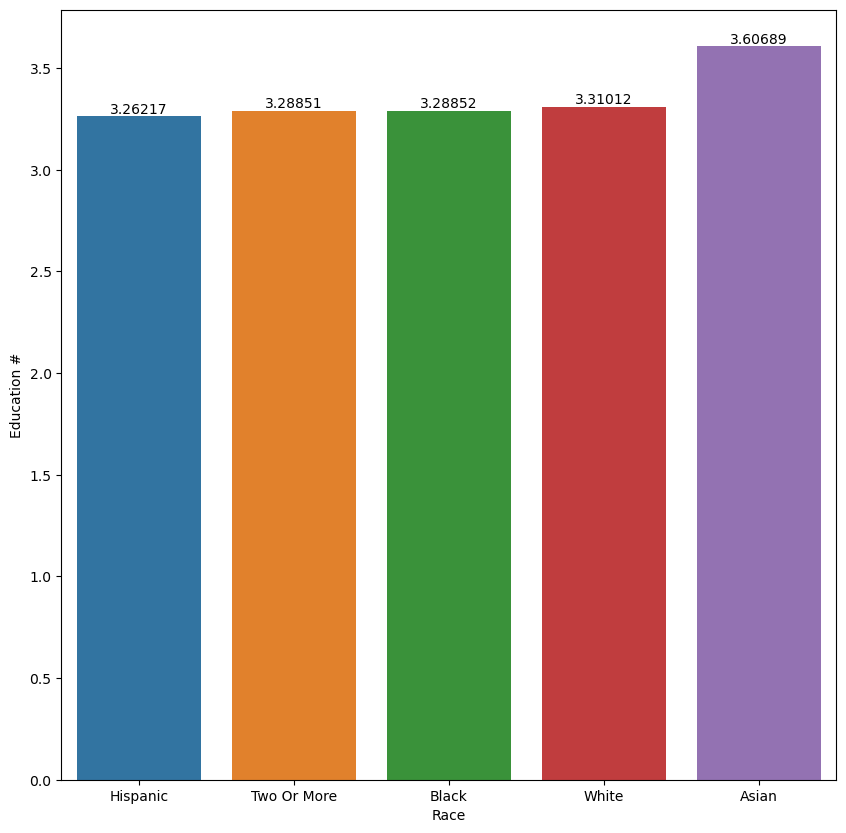 3.60689
3.26217
3.28851
3.28852
3.31012
3.5
3.0
2.5
2.0
1.5
1.0
0.5
0.0
Education #
Hispanic
Two Or More
Black
White
Asian
Race